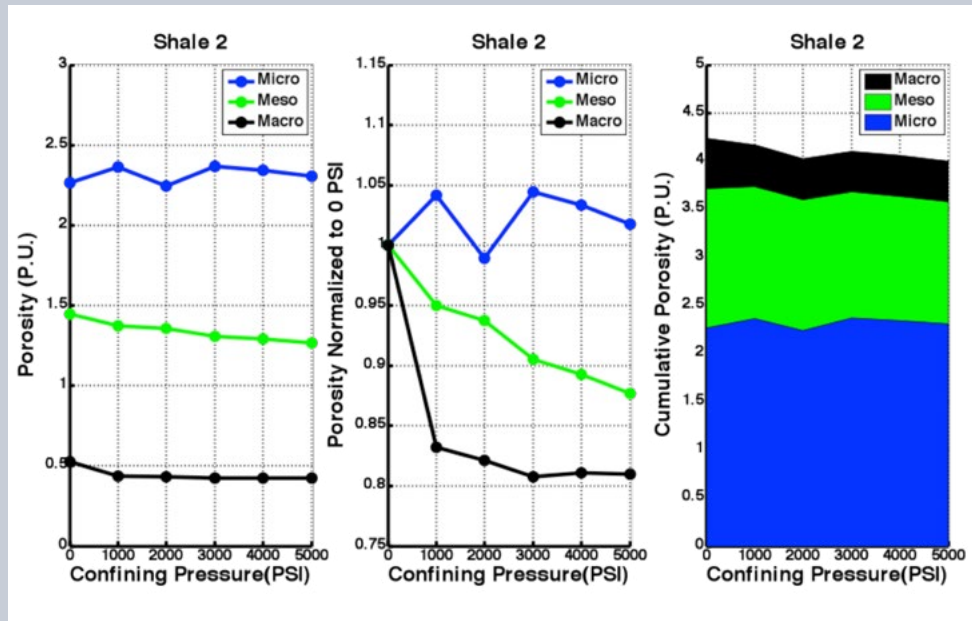 Shale 2
3
2.5
2
1.5
1
0.5
0
0 1000 2000 3000 4000 5000
Porosity (P.U.)
Confining Pressure(PSI)
Micro
Meso
Macro
Shale 2
1.15
1.10
1.05
1
0.95
0.9
0.85
0.8
0.75
0 1000 2000 3000 4000 5000
Porosity Normalized to 0 PSI
Confining Pressure(PSI)
Micro
Meso
Macro
Shale 2
5
4.5
4
3.5
3
2.5
2
1.5
1
0.5
0
0 1000 2000 3000 4000 5000
Cumulative Porosity (P.U.)
Confining Pressure(PSI)
Macro
Meso
Micro